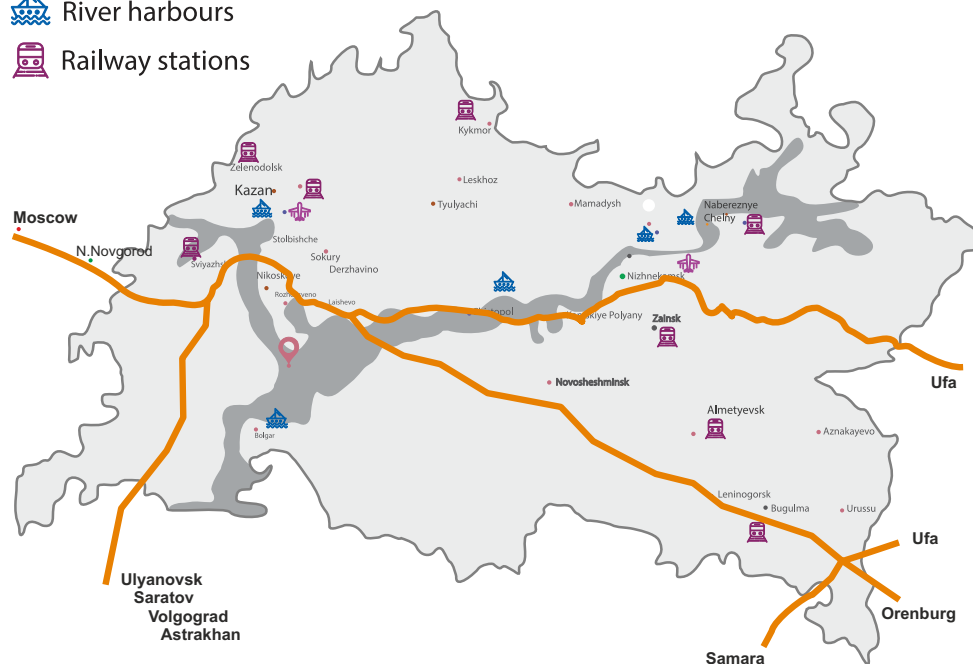 River harbours
Railway stations
Kykmor
Zelenodolsk
Leskhoz
Kazan
Tyulyachi
Mamadysh
Nabereznye
Chelny
Moscow
N.Novgorod
Stolbishche
Sokury
Derzhavino
Nikoskoye
Laishevo
Nizhnekamsk
Polyany
Zainsk
Ufa
Novosheshminsk
Almetyevsk
Bolgar
Aznakayevo
Leninogorsk
Bugulma
Urussu
Ufa
Ulyanovsk
Saratov
Volgograd
Astrakhan
Orenburg
Samara